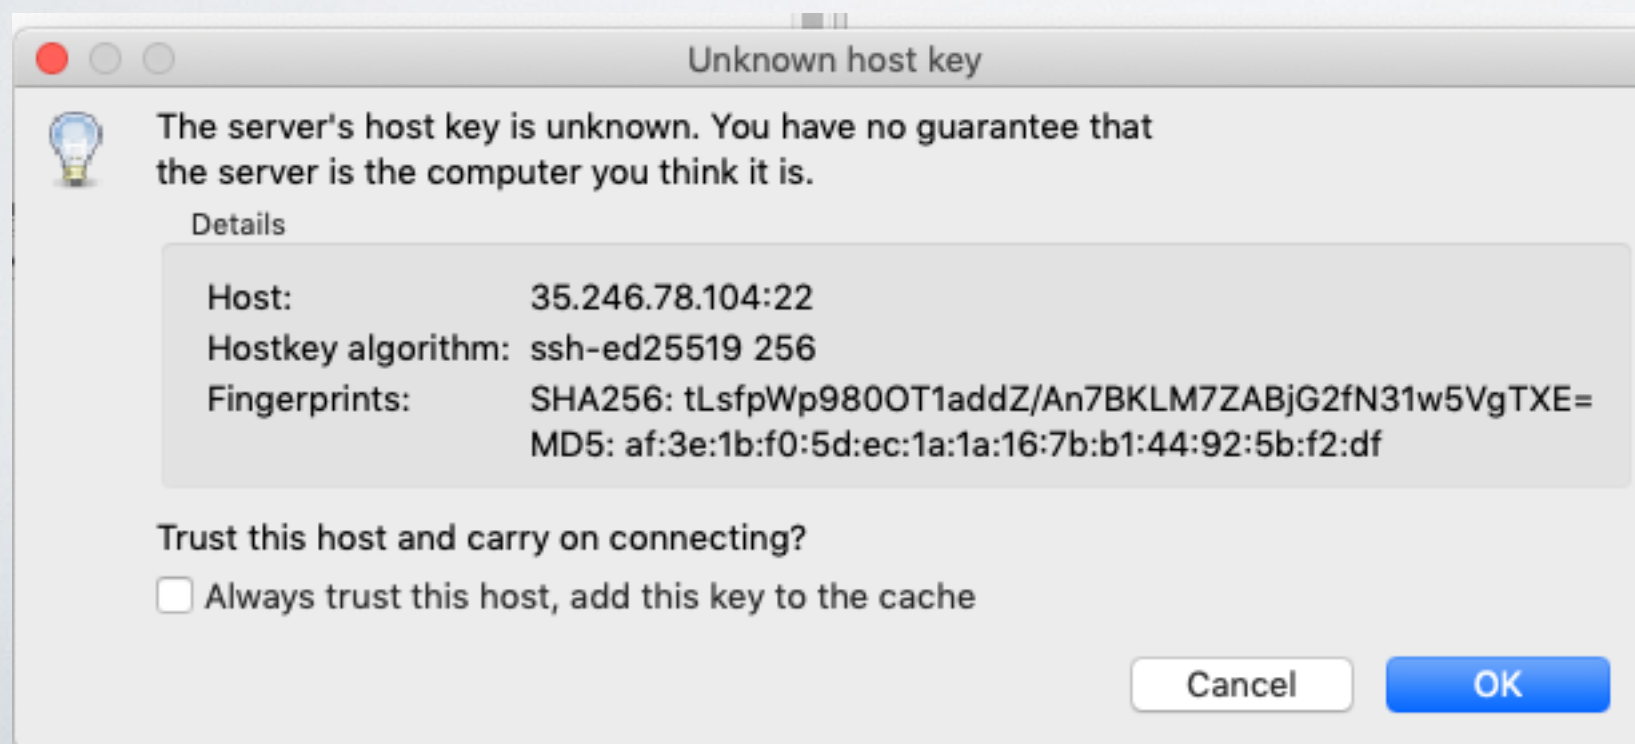 Unknown host key
The server's host key is unknown. You have no guarantee that
the server is the computer you think it is.
Details
Host: 35.246.78.104:22
Hostkey algorithm: ssh-ed25519 256
Fingerprints: SHA256: tLsfpWp980OT1addZ/An7BKLM7ZABjG2fN31w5VgTXE=
MD5: af:3e:1b:f0:5d:ec:1a:1a:16:7b:b1:44:92:5b:f2:df
Trust this host and carry on connecting?
Always trust this host, add this key to the cache
Cancel OK